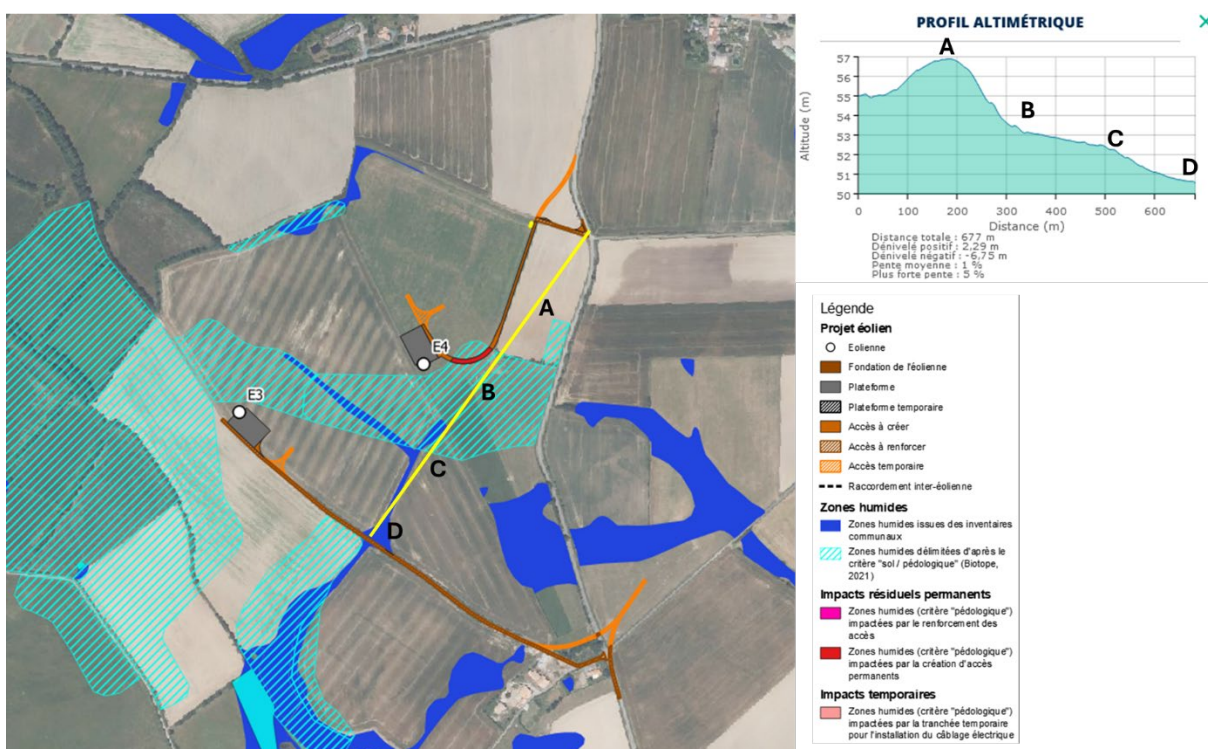 PROFIL ALTIMÉTRIQUE
×
A
B
C
D
57
56
55
54
53
52
51
50
Altitude (m)
0 100 200 300 400 500 600
Distance (m)
Distance totale : 677 m
Dénivelé positif : 2,29 m
Dénivelé négatif : -6,75 m
Pente moyenne : 1 %
Plus forte pente : 5 %
A
E4
B
E3
C
D
Légende
Projet éolien
Eolienne
Fondation de l'éolienne
Plateforme
Plateforme temporaire
Accès à créer
Accès à renforcer
Accès temporaire
Raccordement inter-éolienne
Zones humides
Zones humides issues des inventaires
communaux
Zones humides délimitées d'après le
critère "sol / pédologique" (Biotope,
2021)
Impacts résiduels permanents
Zones humides (critère "pédologique")
impactées par le renforcement des
accès
Zones humides (critère "pédologique")
impactées par la création d'accès
permanents
Impacts temporaires
Zones humides (critère "pédologique")
impactées par la tranchée temporaire
pour l'installation du câblage électrique